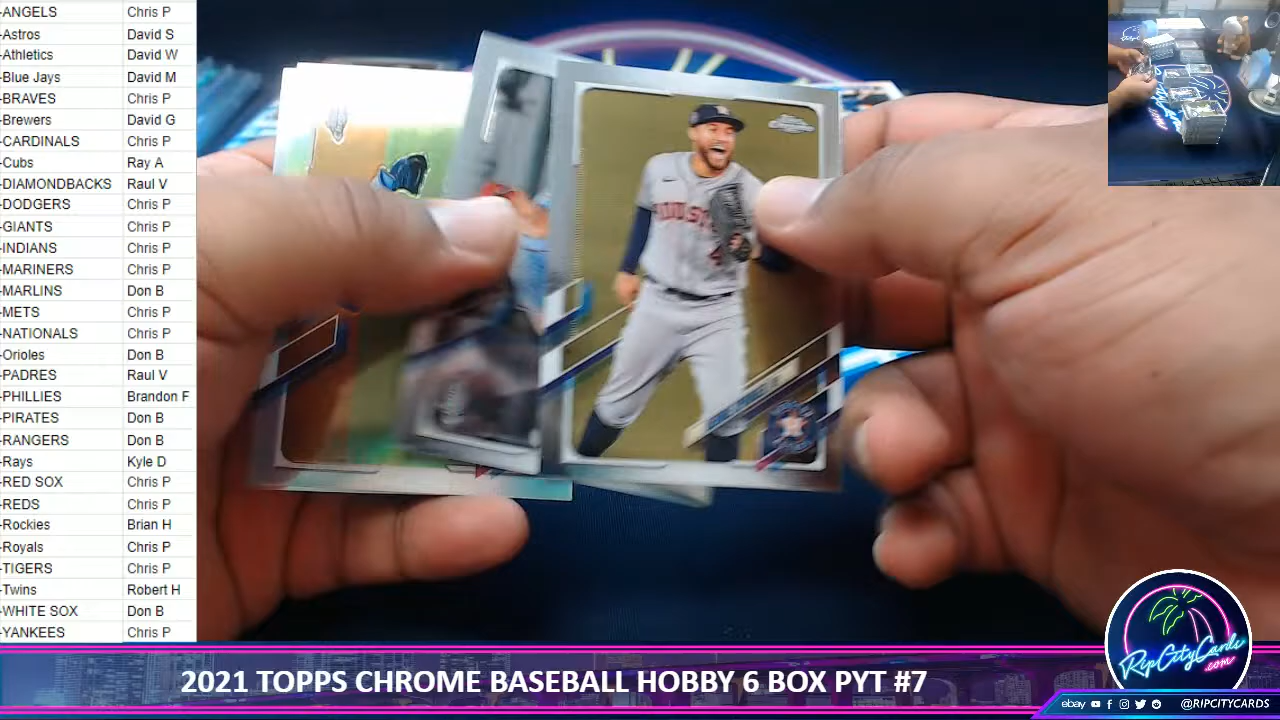 -ANGELS Chris P
-Astros David S
-Athletics David W
-Blue Jays David M
-BRAVES Chris P
-Brewers David G
-CARDINALS Chris P
-Cubs Ray A
-DIAMONDBACKS Raul V
-DODGERS Chris P
-GIANTS Chris P
-INDIANS Chris P
-MARINERS Chris P
-MARLINS Don B
-METS Chris P
-NATIONALS Chris P
-Orioles Don B
-PADRES Raul V
-PHILLIES Brandon F
-PIRATES Don B
-RANGERS Don B
-Rays Kyle D
-RED SOX Chris P
-REDS Chris P
-Rockies Brian H
-Royals Chris P
-TIGERS Chris P
-Twins Robert H
-WHITE SOX Don B
-YANKEES Chris P
RipCityCards
.com
2021 TOPPS CHROME BASEBALL HOBBY 6 BOX PYT #7
ebay @RIPCITYCARDS